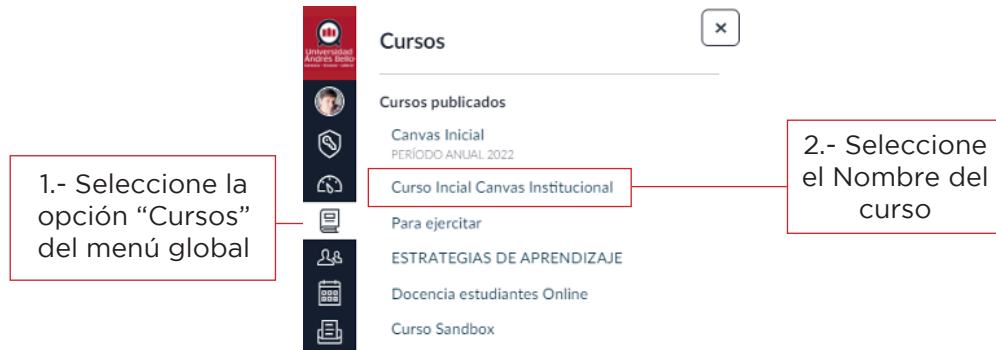 Universidad
Andrés Bello
Cursos
×
Cursos publicados
Canvas Inicial
PERÍODO ANUAL 2022
Curso Incial Canvas Institucional
Para ejercitar
ESTRATEGIAS DE APRENDIZAJE
Docencia estudiantes Online
Curso Sandbox
1.- Seleccione la
opción “Cursos”
del menú global
2.- Seleccione
el Nombre del
curso